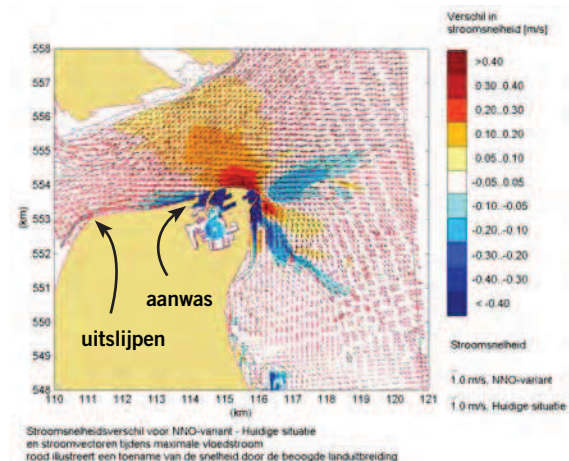 Verschil in
stroomsnelheid [m/s]
558
557
556
555
554
553
552
551
550
549
548
(km)
110 111 112 113 114 115 116 117 118 119 120 121
(km)
aanwas
uitslijpen
>0.40
0.30..0.40
0.20..0.30
0.10..0.20
0.05..0.10
-0.05..0.05
-0.10..-0.05
-0.20..-0.10
-0.30..-0.20
-0.40..-0.30
< -0.40
Stroomsnelheid
1.0 m/s, NNO-variant
1.0 m/s, Huidige situatie
Stroomsnelheidsverschil voor NNO-variant - Huidige situatie
en stroomvectoren tijdens maximale vloedstroom
rood illustreert een toename van de snelheid door de beoogde landuitbreiding